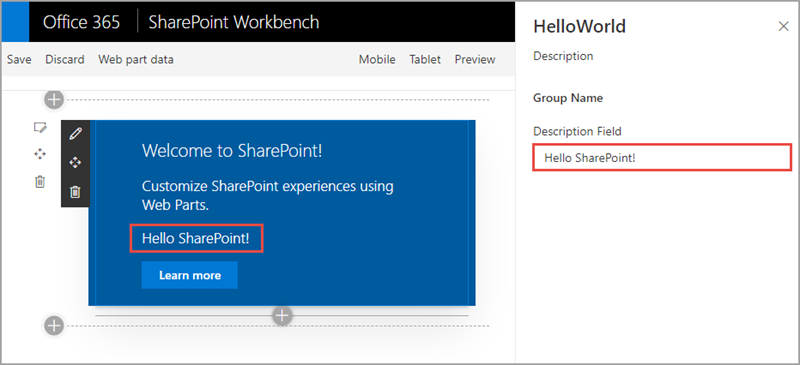 Office 365 SharePoint Workbench
Save Discard Web part data Mobile Tablet Preview
Welcome to SharePoint!
Customize SharePoint experiences using
Web Parts.
Hello SharePoint!
Learn more
HelloWorld
Description
Group Name
Description Field
Hello SharePoint!